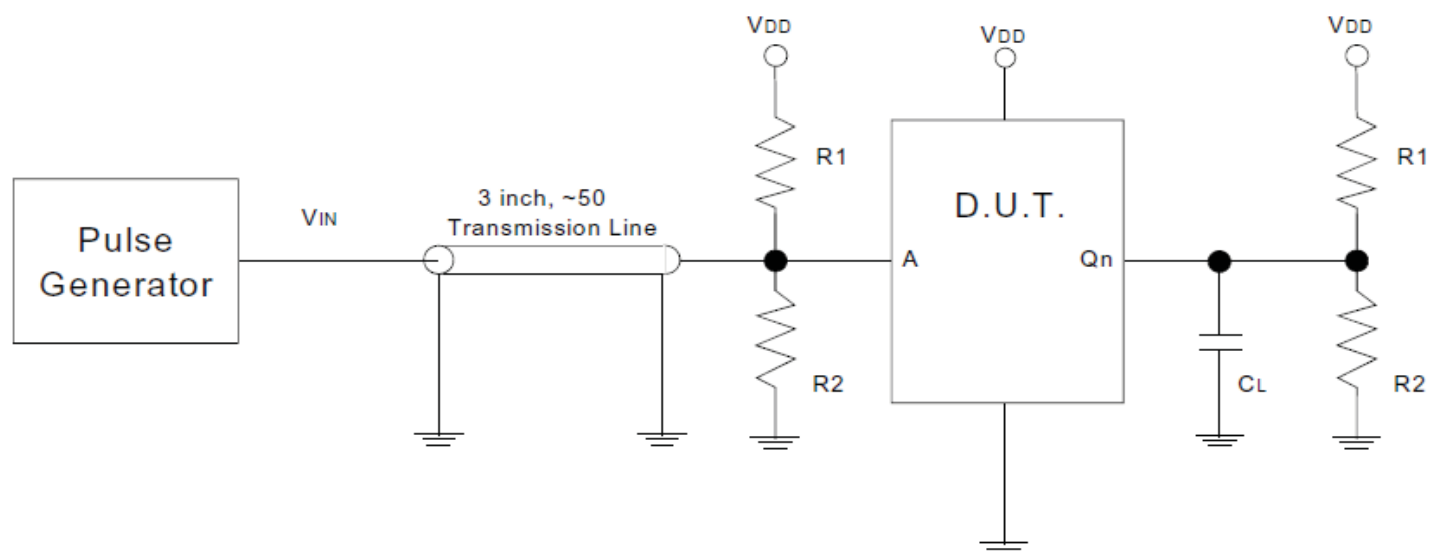 VDD
VDD
VDD
R1
R1
3 inch, ~50
Transmission Line
VIN
D.U.T.
Pulse
Generator
A
Qn
R2
CL
R2